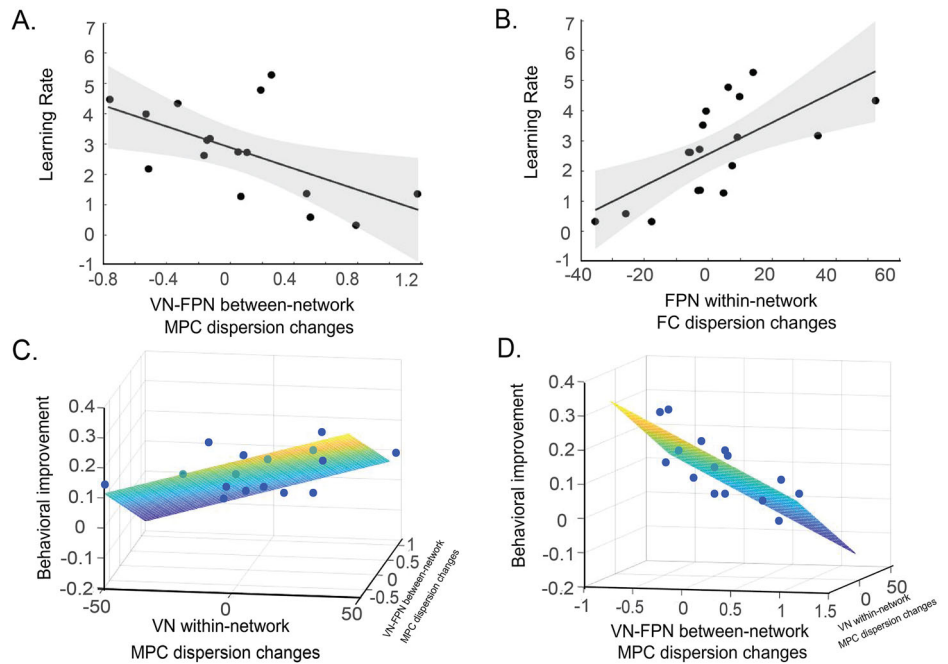 A.
7
6
5
4
3
2
1
0
-1
Learning Rate
-0.8
-0.4
0
0.4
0.8
1.2
VN-FPN between-network
MPC dispersion changes
B.
7
6
5
4
3
2
1
0
-1
Learning Rate
-40
-20
0
20
40
60
FPN within-network
FC dispersion changes
C.
0.4
0.3
0.2
0.1
0
-0.1
-0.2
Behavioral improvement
-50
0
50
VN within-network
MPC dispersion changes
1
0.5
0
-0.5
VN-FPN between-network
MPC dispersion changes
D.
0.4
0.3
0.2
0.1
0
-0.1
-0.2
Behavioral improvement
-1
-0.5
0
0.5
1
1.5
VN-FPN between-network
MPC dispersion changes
50
0
VN within-network
MPC dispersion changes